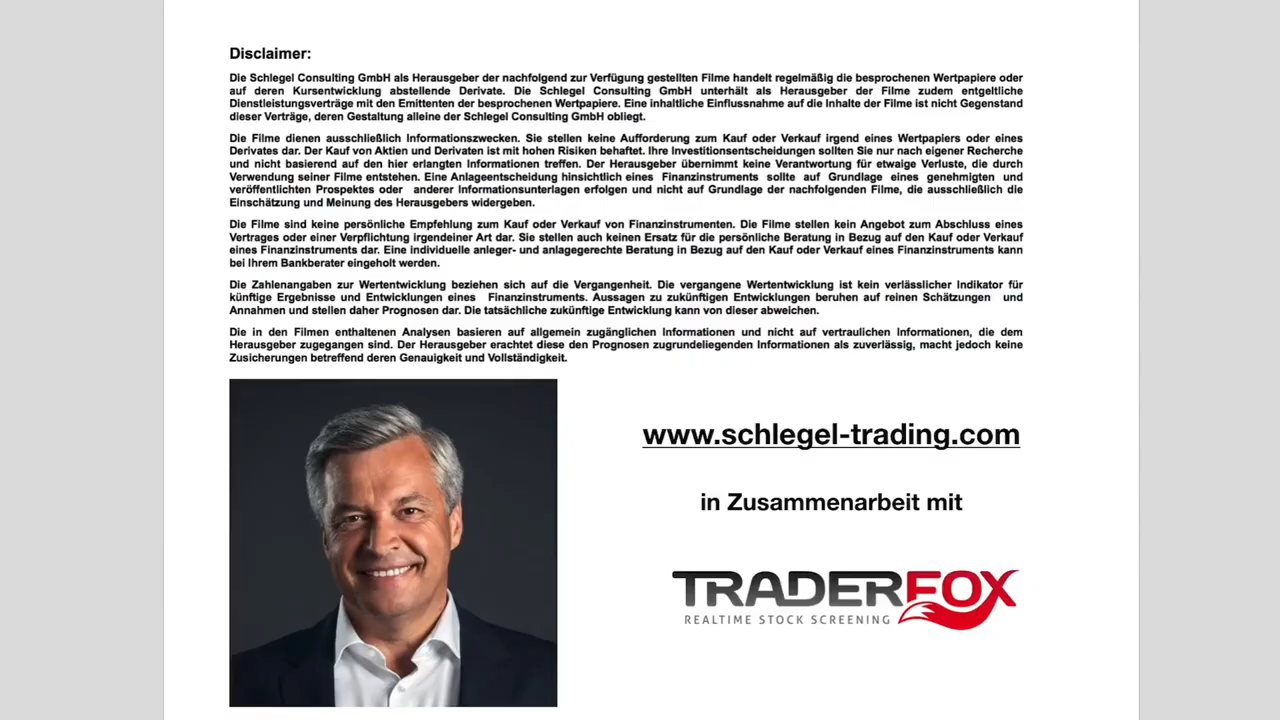 Disclaimer:
Die Schlegel Consulting GmbH als Herausgeber der nachfolgend zur Verfügung gestellten Filme handelt regelmäßig die besprochenen Wertpapiere oder
auf deren Kursentwicklung abstellende Derivate. Die Schlegel Consulting GmbH unterhält als Herausgeber der Filme zudem entgeltliche
Dienstleistungsverträge mit den Emittenten der besprochenen Wertpapiere. Eine inhaltliche Einflussnahme auf die Inhalte der Filme ist nicht Gegenstand
dieser Verträge, deren Gestaltung alleine der Schlegel Consulting GmbH obliegt.
Die Filme dienen ausschließlich Informationszwecken. Sie stellen keine Aufforderung zum Kauf oder Verkauf irgend eines Wertpapiers oder eines
Derivates dar. Der Kauf von Aktien und Derivaten ist mit hohen Risiken behaftet. Ihre Investitionsentscheidungen sollten Sie nur nach eigener Recherche
und nicht basierend auf den hier erlangten Informationen treffen. Der Herausgeber übernimmt keine Verantwortung für etwaige Verluste, die durch
Verwendung seiner Filme entstehen. Eine Anlageentscheidung hinsichtlich eines Finanzinstruments sollte auf Grundlage eines genehmigten und
veröffentlichten Prospektes oder anderer Informationsunterlagen erfolgen und nicht auf Grundlage der nachfolgenden Filme, die ausschließlich die
Einschätzung und Meinung des Herausgebers widergeben.
Die Filme sind keine persönliche Empfehlung zum Kauf oder Verkauf von Finanzinstrumenten. Die Filme stellen kein Angebot zum Abschluss eines
Vertrages oder einer Verpflichtung irgendeiner Art dar. Sie stellen auch keinen Ersatz für die persönliche Beratung in Bezug auf den Kauf oder Verkauf
eines Finanzinstruments dar. Eine individuelle anleger- und anlagegerechte Beratung in Bezug auf den Kauf oder Verkauf eines Finanzinstruments kann
bei Ihrem Bankberater eingeholt werden.
Die Zahlenangaben zur Wertentwicklung beziehen sich auf die Vergangenheit. Die vergangene Wertentwicklung ist kein verlässlicher Indikator für
künftige Ergebnisse und Entwicklungen eines Finanzinstruments. Aussagen zu zukünftigen Entwicklungen beruhen auf reinen Schätzungen und
Annahmen und stellen daher Prognosen dar. Die tatsächliche zukünftige Entwicklung kann von dieser abweichen.
Die in den Filmen enthaltenen Analysen basieren auf allgemein zugänglichen Informationen und nicht auf vertraulichen Informationen, die dem
Herausgeber zugegangen sind. Der Herausgeber erachtet diese den Prognosen zugrundeliegenden Informationen als zuverlässig, macht jedoch keine
Zusicherungen betreffend deren Genauigkeit und Vollständigkeit.
www.schlegel-trading.com
in Zusammenarbeit mit
TRADERFOX
REALTIME STOCK SCREENING